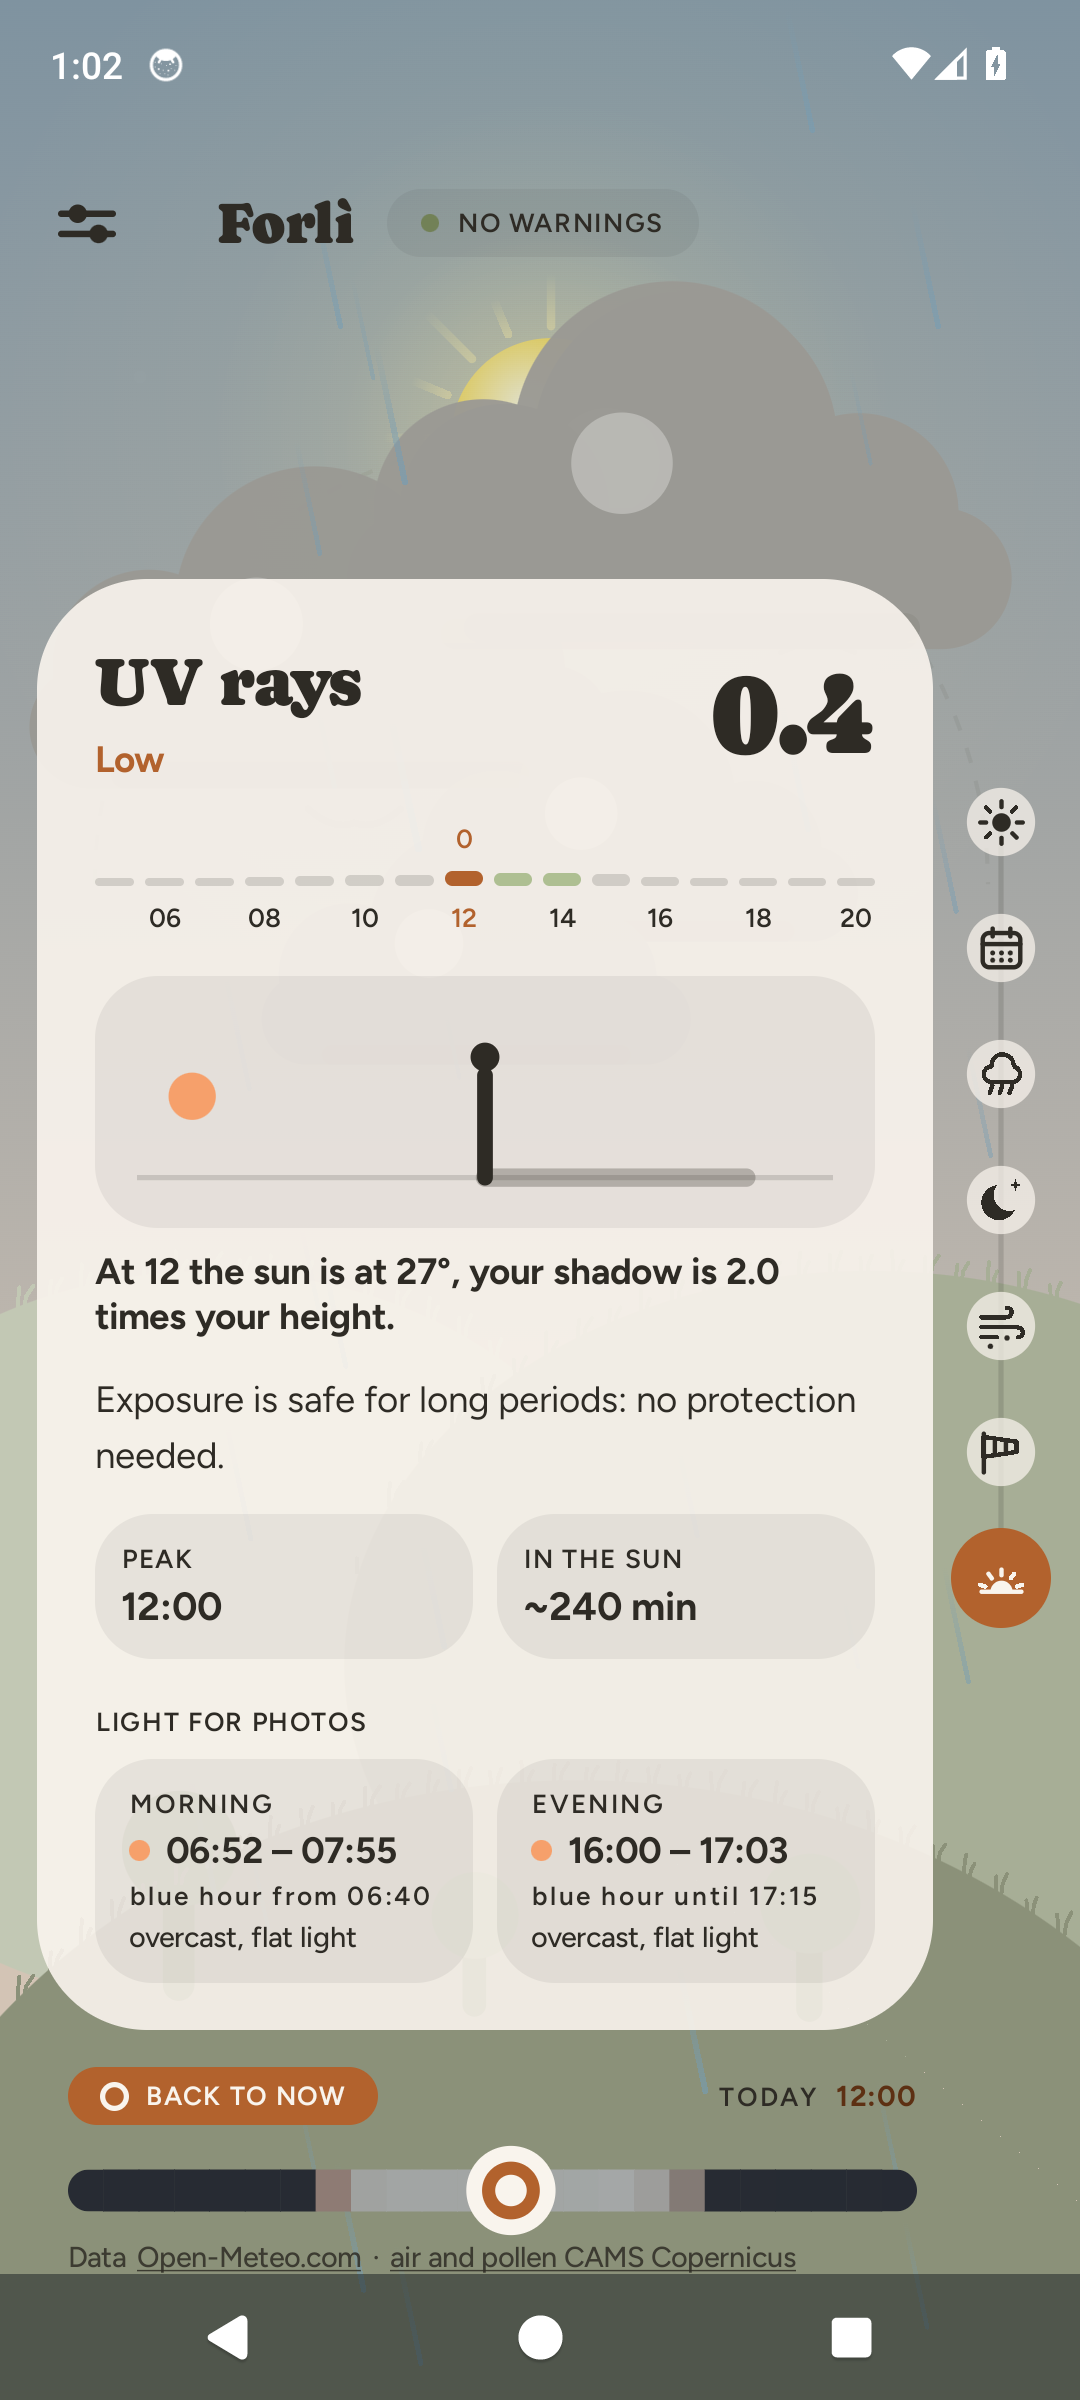 1:02
Forlì
NO WARNINGS
UV rays
0.4
Low
0
06 08 10 12 14 16 18 20
At 12 the sun is at 27°, your shadow is 2.0
times your height.
Exposure is safe for long periods: no protection
needed.
PEAK
12:00
IN THE SUN
~240 min
LIGHT FOR PHOTOS
MORNING
06:52 – 07:55
blue hour from 06:40
overcast, flat light
EVENING
16:00 – 17:03
blue hour until 17:15
overcast, flat light
BACK TO NOW
TODAY 12:00
Data Open-Meteo.com · air and pollen CAMS Copernicus